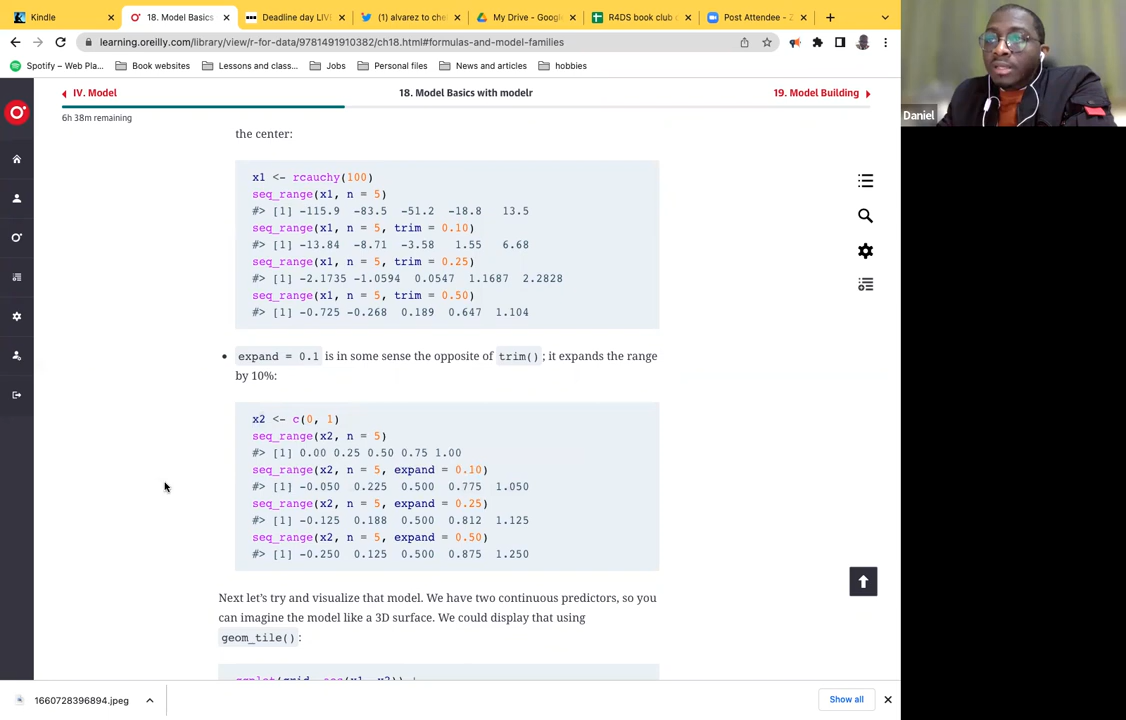 Kindle
18. Model Basics
Deadline day LIV
(1) alvarez to che
My Drive - Google
R4DS book club
Post Attendee - Z
learning.oreilly.com/library/view/r-for-data/9781491910382/ch18.html#formulas-and-model-families
Spotify – Web Pla...
Book websites
Lessons and class...
Jobs
Personal files
News and articles
hobbies
IV. Model
18. Model Basics with modelr
19. Model Building
6h 38m remaining
Daniel
the center:
x1 <- rcauchy(100)
seq_range(x1, n = 5)
#> [1] -115.9 -83.5 -51.2 -18.8 13.5
seq_range(x1, n = 5, trim = 0.10)
#> [1] -13.84 -8.71 -3.58 1.55 6.68
seq_range(x1, n = 5, trim = 0.25)
#> [1] -2.1735 -1.0594 0.0547 1.1687 2.2828
seq_range(x1, n = 5, trim = 0.50)
#> [1] -0.725 -0.268 0.189 0.647 1.104
• expand = 0.1 is in some sense the opposite of trim(); it expands the range
by 10%:
x2 <- c(0, 1)
seq_range(x2, n = 5)
#> [1] 0.00 0.25 0.50 0.75 1.00
seq_range(x2, n = 5, expand = 0.10)
#> [1] -0.050 0.225 0.500 0.775 1.050
seq_range(x2, n = 5, expand = 0.25)
#> [1] -0.125 0.188 0.500 0.812 1.125
seq_range(x2, n = 5, expand = 0.50)
#> [1] -0.250 0.125 0.500 0.875 1.250
Next let's try and visualize that model. We have two continuous predictors, so you
can imagine the model like a 3D surface. We could display that using
geom_tile():
1660728396894.jpeg
Show all